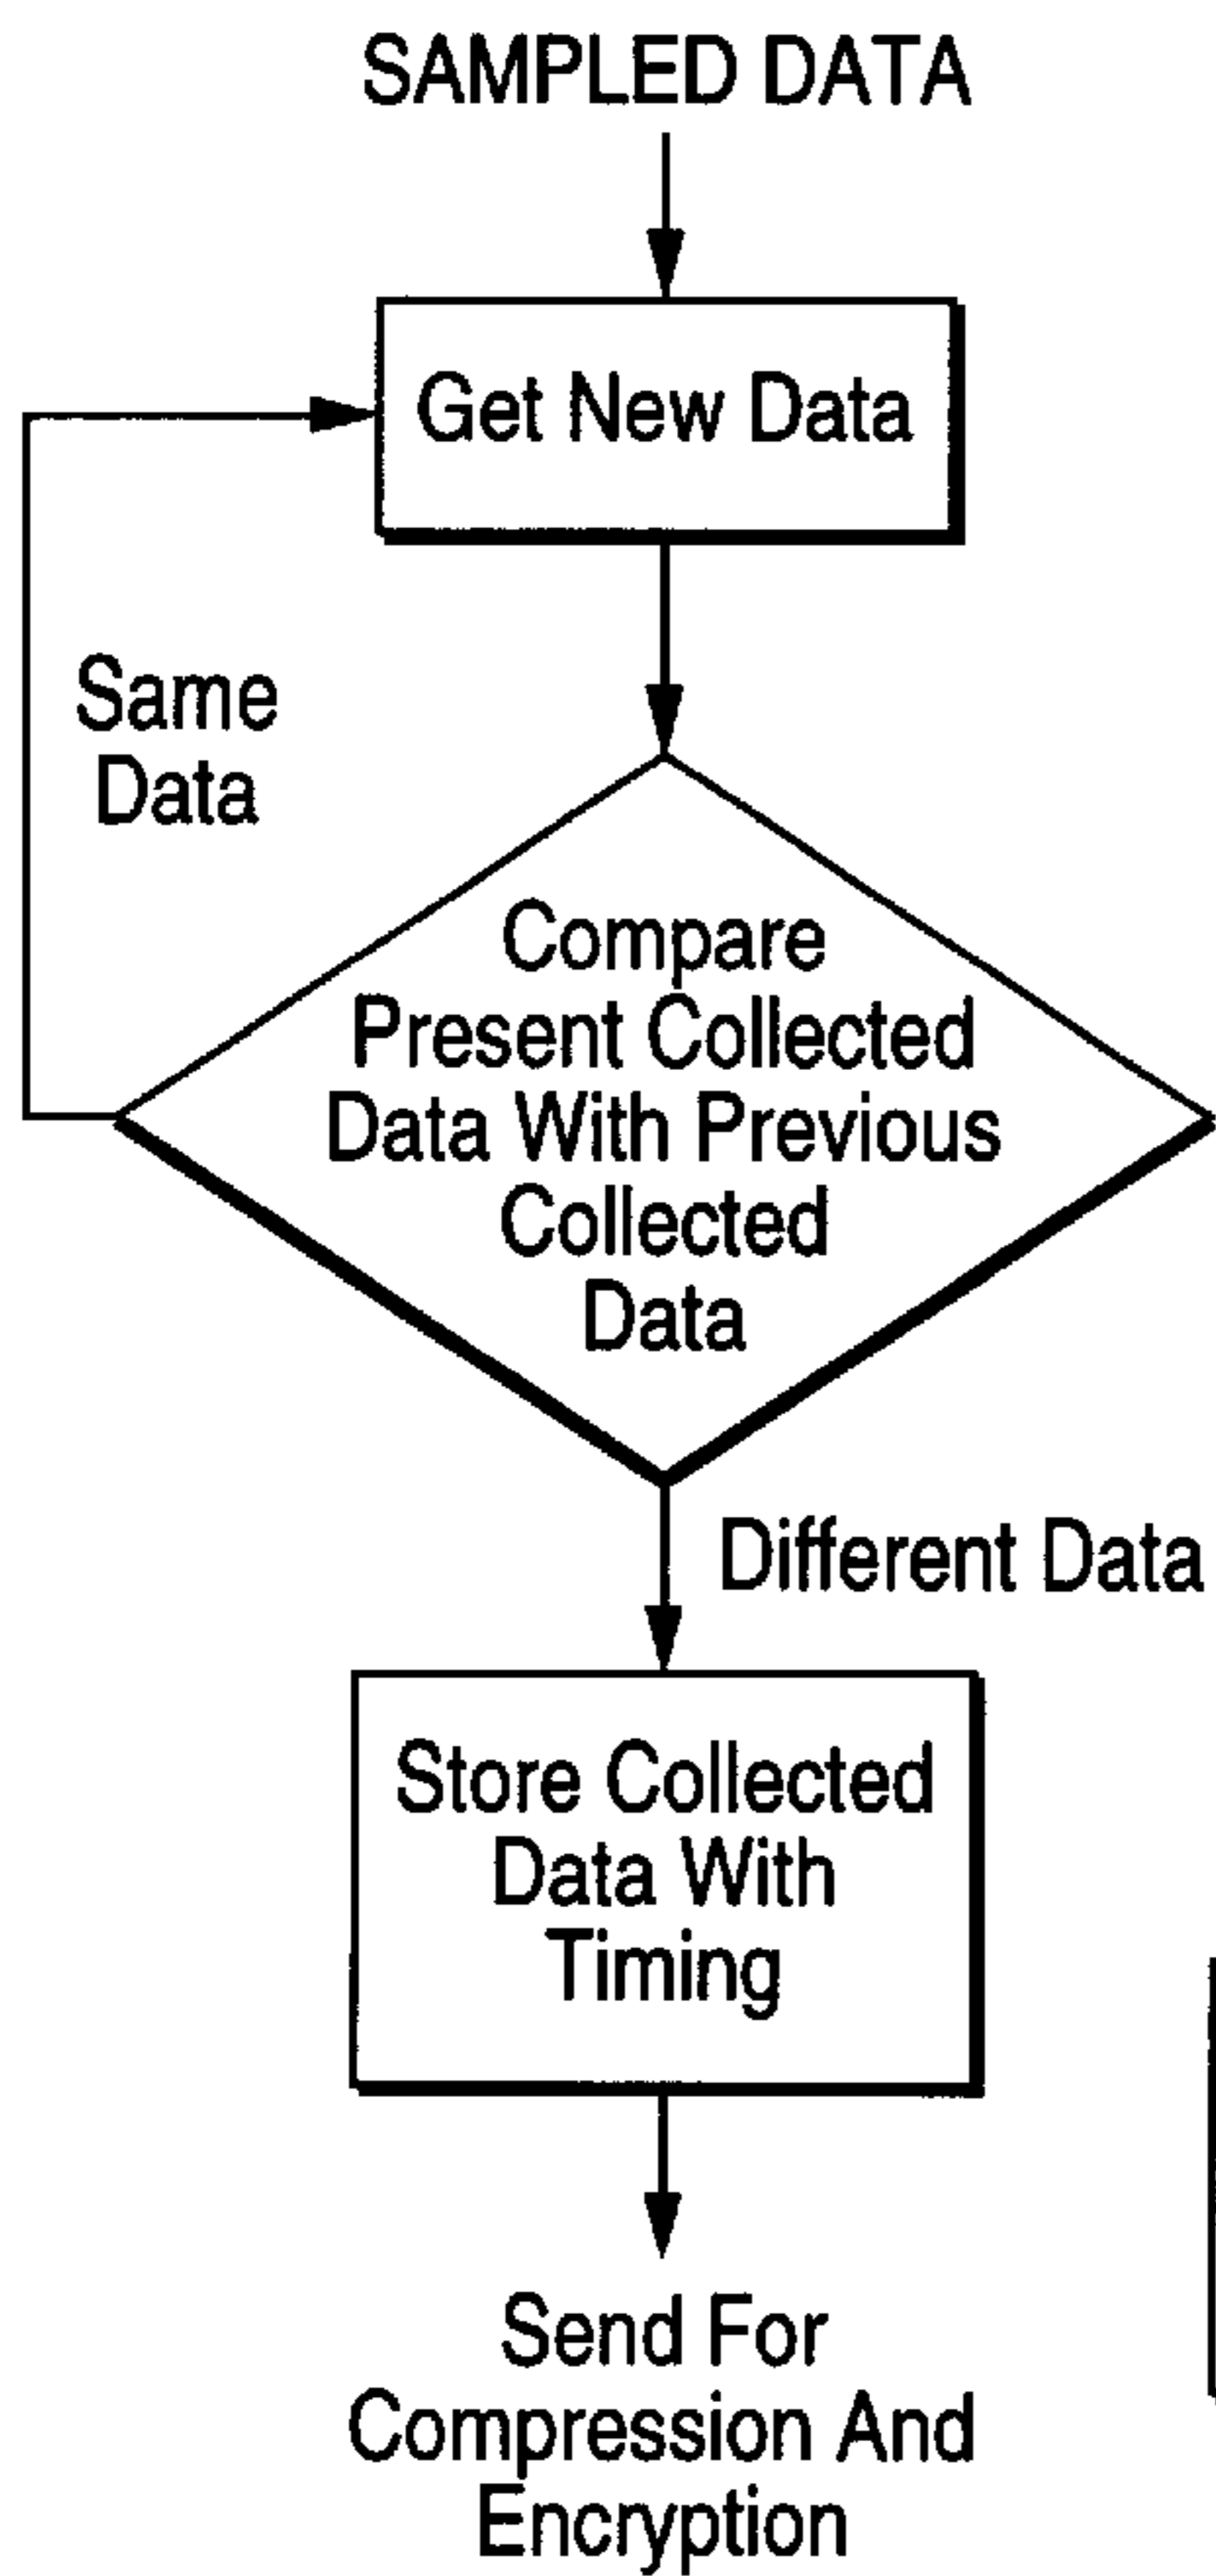 SAMPLED DATA
Get New Data
Same
Data
Compare
Present Collected
Data With Previous
Collected
Data
Different Data
Store Collected
Data With
Timing
Send For
Compression And
Encryption